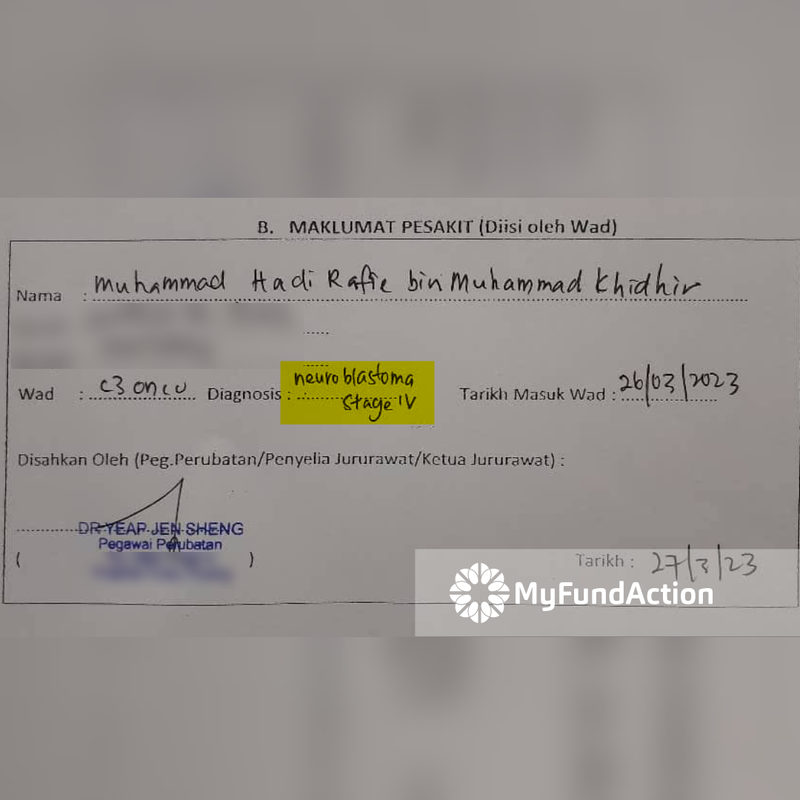 B. MAKLUMAT PESAKIT (Diisi oleh Wad)
Nama : Muhammad Hadi Rafie bin Muhammad Khidhir
Wad : C3 oncu Diagnosis : neuroblastoma stage IV Tarikh Masuk Wad : 26/03/2023
Disahkan Oleh (Peg.Perubatan/Penyelia Jururawat/Ketua Jururawat) :
DR YEAP JEN SHENG
Pegawai Perubatan
( )
Tarikh : 27/3/23
MyFundAction